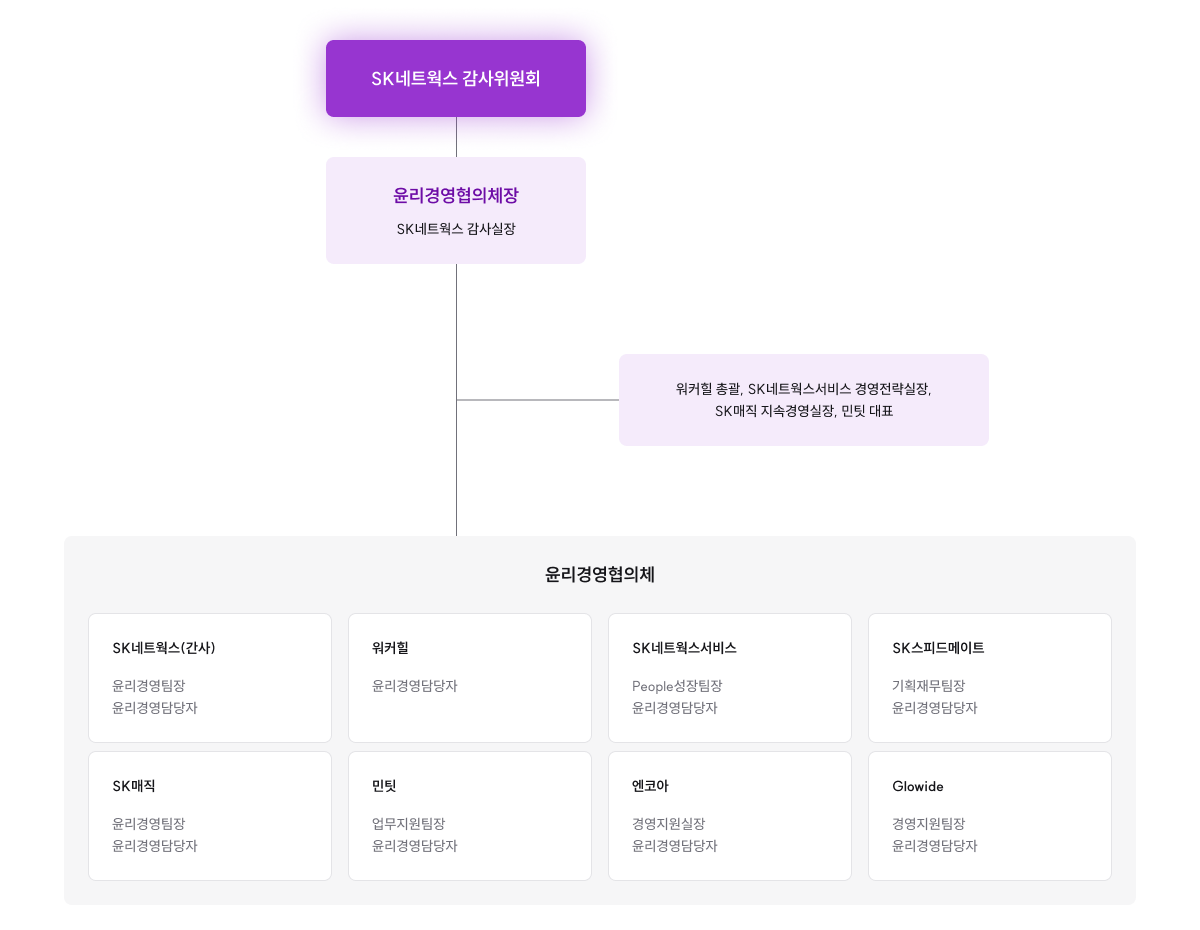 SK네트웍스 감사위원회
윤리경영협의체장
SK네트웍스 감사실장
워커힐 총괄, SK네트웍스서비스 경영전략실장,
SK매직 지속경영실장, 민팃 대표
윤리경영협의체
SK네트웍스(간사)
윤리경영팀장
윤리경영담당자
워커힐
윤리경영담당자
SK네트웍스서비스
People성장팀장
윤리경영담당자
SK스피드메이트
기획재무팀장
윤리경영담당자
SK매직
윤리경영팀장
윤리경영담당자
민팃
업무지원팀장
윤리경영담당자
엔코아
경영지원실장
윤리경영담당자
Glowide
경영지원팀장
윤리경영담당자